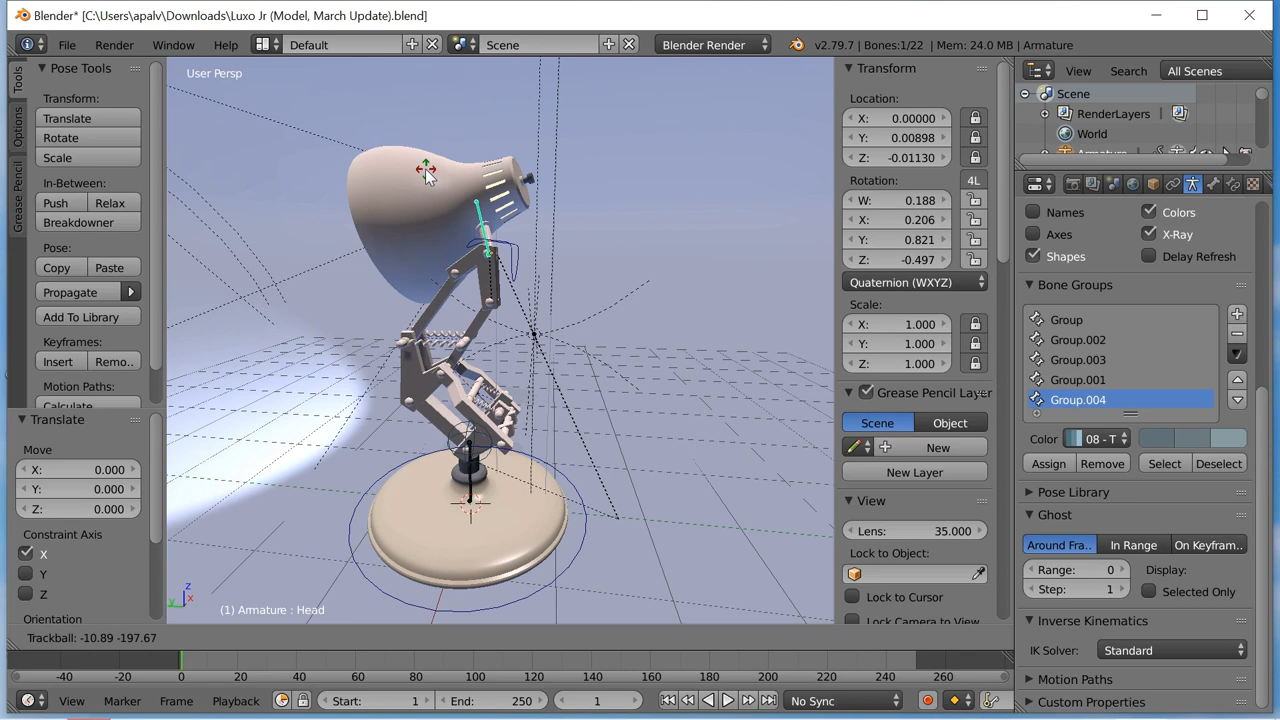 Blender* [C:\Users\apalv\Downloads\Luxo Jr (Model, March Update).blend]
File Render Window Help Default Scene Blender Render v2.79.7 | Bones:1/22 | Mem: 24.0 MB | Armature
Tools
Options
Grease Pencil
Pose Tools
Transform:
Translate
Rotate
Scale
In-Between:
Push Relax
Breakdowner
Pose:
Copy Paste
Propagate
Add To Library
Keyframes:
Insert Remo..
Motion Paths:
Calculate
Translate
Move
X: 0.000
Y: 0.000
Z: 0.000
Constraint Axis
X
Y
Z
Orientation
User Persp
z
y
x
(1) Armature : Head
Transform
Location:
X: 0.00000
Y: 0.00898
Z: -0.01130
Rotation: 4L
W: 0.188
X: 0.206
Y: 0.821
Z: -0.497
Quaternion (WXYZ)
Scale:
X: 1.000
Y: 1.000
Z: 1.000
Grease Pencil Layer
Scene Object
New
New Layer
View
Lens: 35.000
Lock to Object:
Lock to Cursor
Lock Camera to View
View Search All Scenes
Scene
RenderLayers
World
Armature
Names Colors
Axes X-Ray
Shapes Delay Refresh
Bone Groups
Group
Group.002
Group.003
Group.001
Group.004
Color 08 - T
Assign Remove Select Deselect
Pose Library
Ghost
Around Fra.. In Range On Keyfram..
Range: 0 Display:
Step: 1 Selected Only
Inverse Kinematics
IK Solver: Standard
Motion Paths
Custom Properties
Trackball: -10.89 -197.67
-40 -20 0 20 40 60 80 100 120 140 160 180 200 220 240 260
View Marker Frame Playback Start: 1 End: 250 1 No Sync